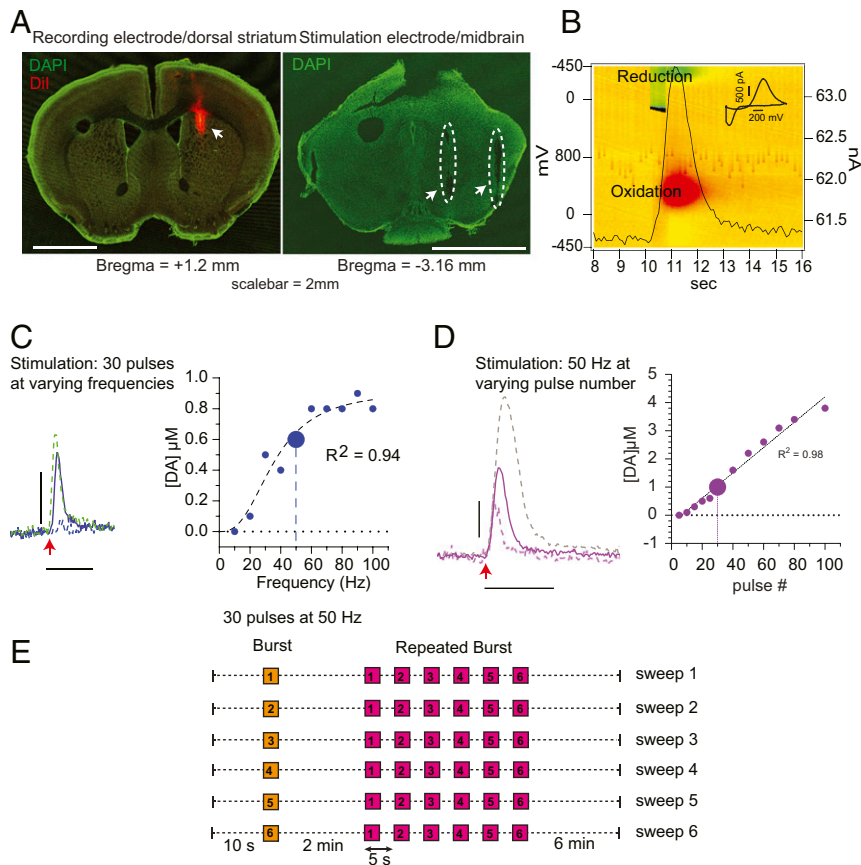 A
Recording electrode/dorsal striatum
Stimulation electrode/midbrain
DAPI
DiI
DAPI
Bregma = +1.2 mm
Bregma = -3.16 mm
scalebar = 2mm
B
-450
0
800
0
-450
mV
Reduction
Oxidation
500 pA
200 mV
63.0
62.5
62.0
61.5
nA
8 9 10 11 12 13 14 15 16
sec
C
Stimulation: 30 pulses
at varying frequencies
[DA] µM
1.0
0.8
0.6
0.4
0.2
0.0
R2 = 0.94
0 20 40 60 80 100
Frequency (Hz)
D
Stimulation: 50 Hz at
varying pulse number
[DA]µM
5
4
3
2
1
0
-1
R2 = 0.98
0 20 40 60 80 100
pulse #
E
30 pulses at 50 Hz
Burst
Repeated Burst
1 1 2 3 4 5 6 sweep 1
2 1 2 3 4 5 6 sweep 2
3 1 2 3 4 5 6 sweep 3
4 1 2 3 4 5 6 sweep 4
5 1 2 3 4 5 6 sweep 5
6 1 2 3 4 5 6 sweep 6
10 s 2 min 6 min
5 s